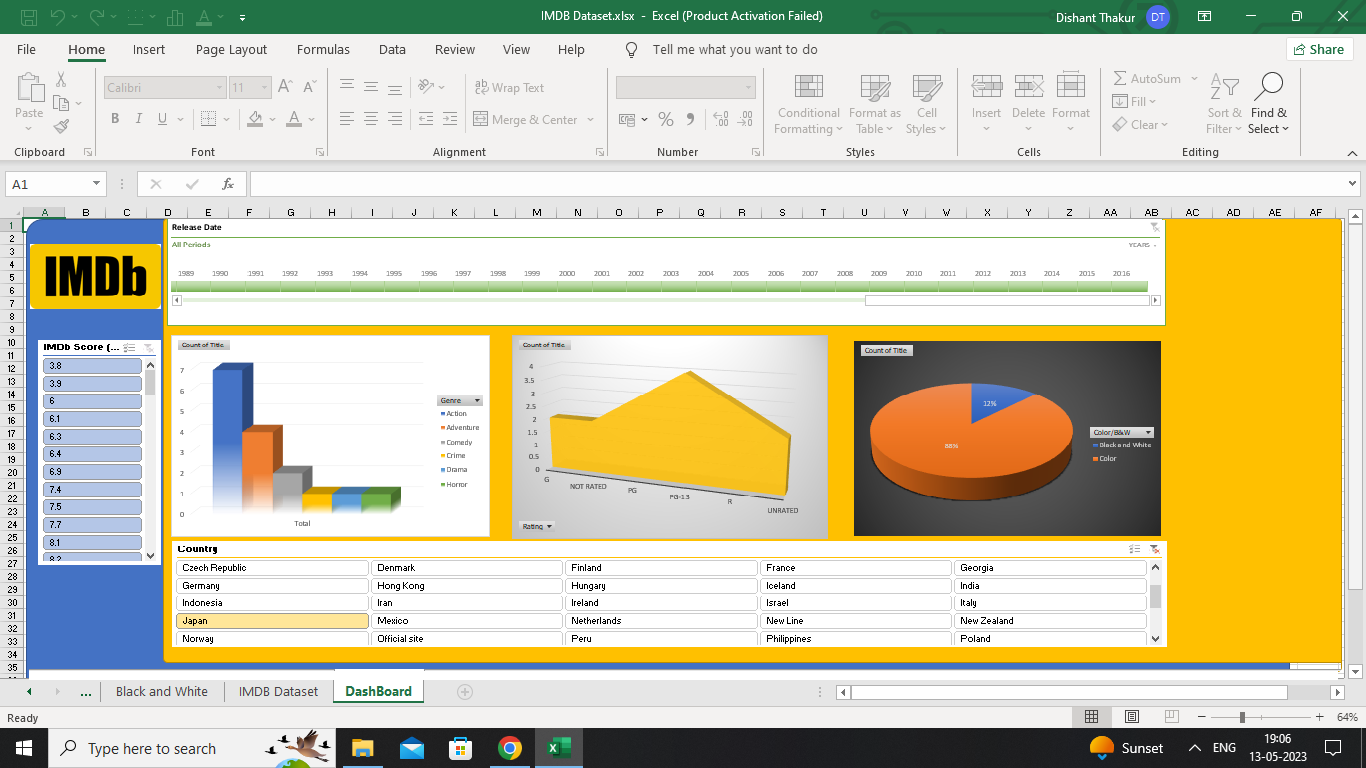 IMDB Dataset.xlsx - Excel (Product Activation Failed)
Dishant Thakur DT
File Home Insert Page Layout Formulas Data Review View Help Tell me what you want to do Share
Calibri 11
Wrap Text
Paste
Merge & Center
Conditional Formatting
Format as Table
Cell Styles
Insert Delete Format
AutoSum
Fill
Clear
Sort & Filter
Find & Select
Clipboard Font Alignment Number Styles Cells Editing
A1
fx
A B C D E F G H I J K L M N O P Q R S T U V W X Y Z AA AB AC AD AE AF
1
2
3
4
5
6
7
8
9
10
11
12
13
14
15
16
17
18
19
20
21
22
23
24
25
26
27
28
29
30
31
32
33
34
35
IMDb
Release Date
All Periods
YEARS
1989 1990 1991 1992 1993 1994 1995 1996 1997 1998 1999 2000 2001 2002 2003 2004 2005 2006 2007 2008 2009 2010 2011 2012 2013 2014 2015 2016
IMDb Score (...
3.8
3.9
6
6.1
6.3
6.4
6.9
7.4
7.5
7.7
8.1
8.2
Count of Title
7
6
5
4
3
2
1
0
Total
Genre
Action
Adventure
Comedy
Crime
Drama
Horror
Count of Title
4
3.5
3
2.5
2
1.5
1
0.5
0
G NOT RATED PG PG-13 R UNRATED
Rating
Count of Title
12%
88%
Color/B&W
Black and White
Color
Country
Czech Republic Denmark Finland France Georgia
Germany Hong Kong Hungary Iceland India
Indonesia Iran Ireland Israel Italy
Japan Mexico Netherlands New Line New Zealand
Norway Official site Peru Philippines Poland
... Black and White IMDB Dataset DashBoard
Ready
64%
Type here to search
Sunset
ENG
19:06
13-05-2023